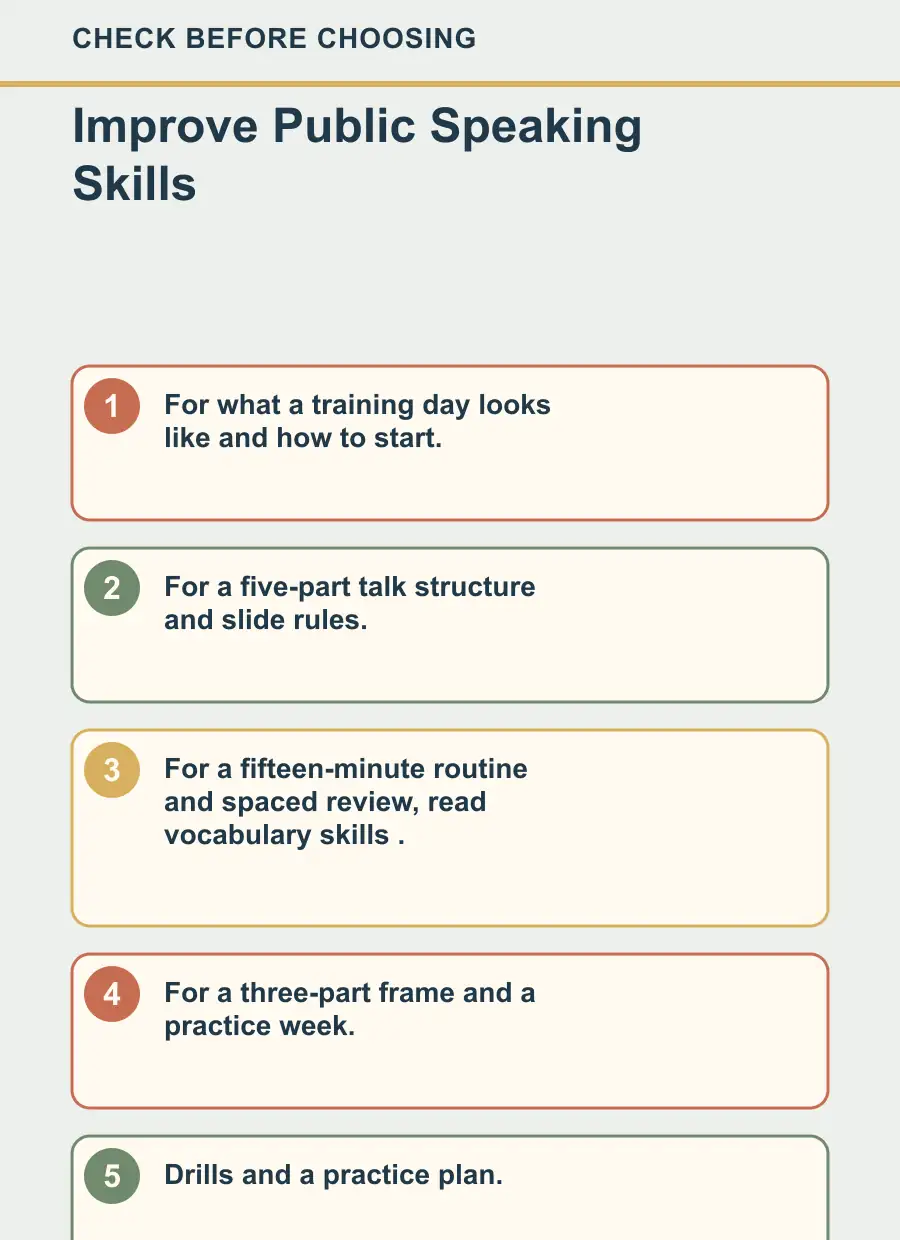 CHECK BEFORE CHOOSING
Improve Public Speaking
Skills
1
For what a training day looks
like and how to start.
2
For a five-part talk structure
and slide rules.
3
For a fifteen-minute routine
and spaced review, read
vocabulary skills .
4
For a three-part frame and a
practice week.
5
Drills and a practice plan.